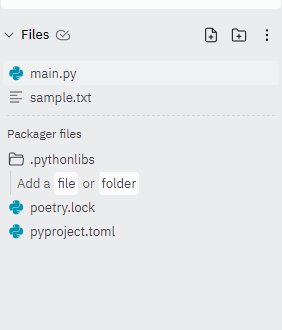 Files
main.py
sample.txt
Packager files
.pythonlibs
Add a file or folder
poetry.lock
pyproject.toml